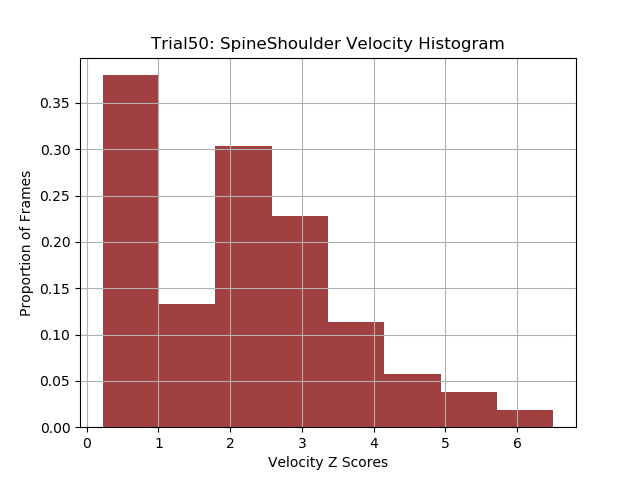 Trial50: SpineShoulder Velocity Histogram
Proportion of Frames
0.35
0.30
0.25
0.20
0.15
0.10
0.05
0.00
0 1 2 3 4 5 6
Velocity Z Scores